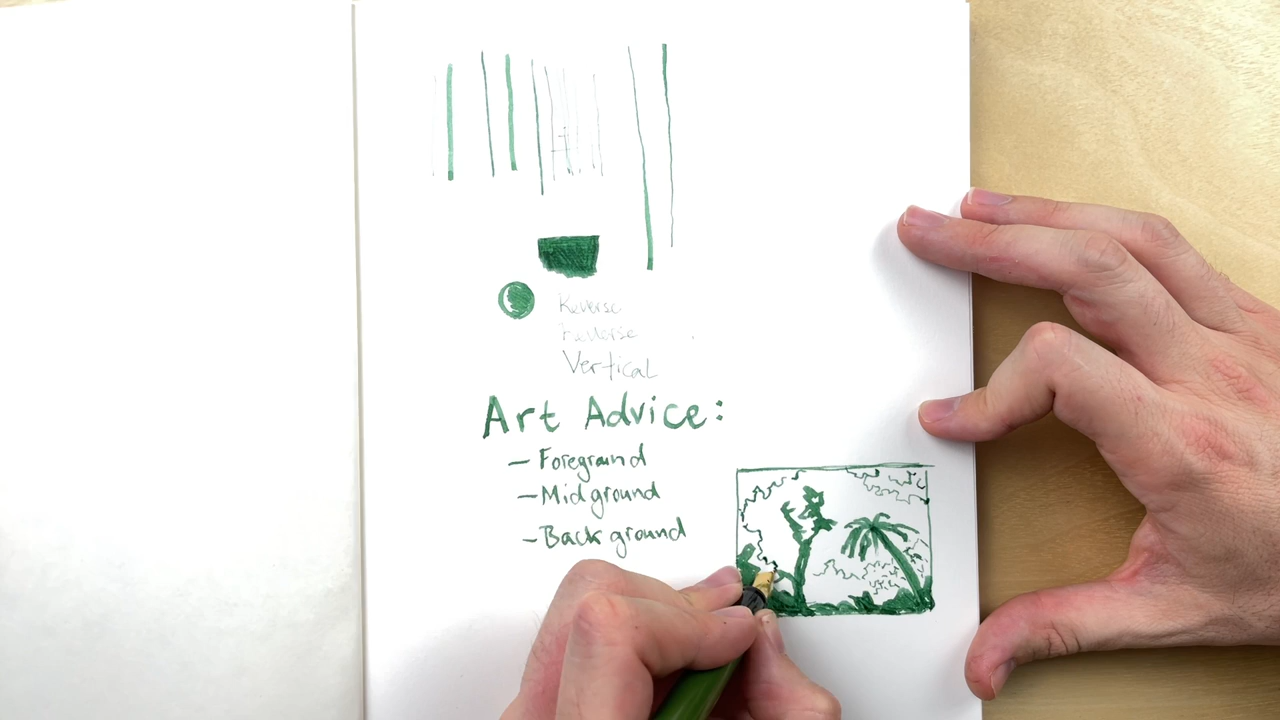 Reverse
Reverse
Vertical
Art Advice:
– Foreground
– Midground
– Background